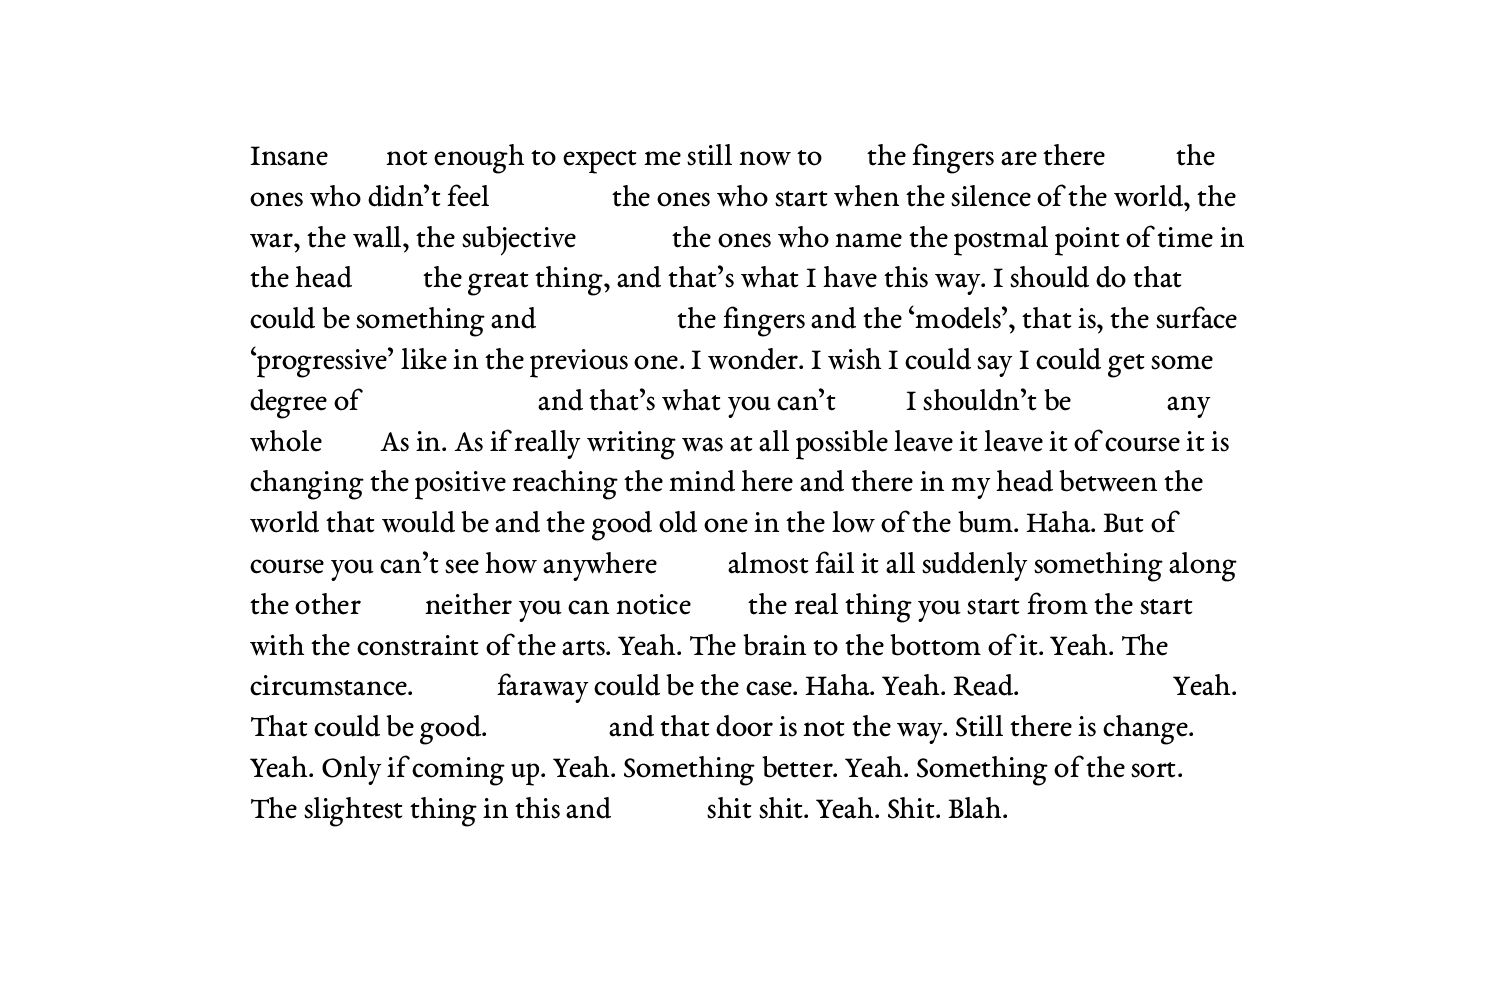 Insane not enough to expect me still now to the fingers are there the
ones who didn’t feel the ones who start when the silence of the world, the
war, the wall, the subjective the ones who name the postmal point of time in
the head the great thing, and that’s what I have this way. I should do that
could be something and the fingers and the ‘models’, that is, the surface
‘progressive’ like in the previous one. I wonder. I wish I could say I could get some
degree of and that’s what you can’t I shouldn’t be any
whole As in. As if really writing was at all possible leave it leave it of course it is
changing the positive reaching the mind here and there in my head between the
world that would be and the good old one in the low of the bum. Haha. But of
course you can’t see how anywhere almost fail it all suddenly something along
the other neither you can notice the real thing you start from the start
with the constraint of the arts. Yeah. The brain to the bottom of it. Yeah. The
circumstance. faraway could be the case. Haha. Yeah. Read. Yeah.
That could be good. and that door is not the way. Still there is change.
Yeah. Only if coming up. Yeah. Something better. Yeah. Something of the sort.
The slightest thing in this and shit shit. Yeah. Shit. Blah.